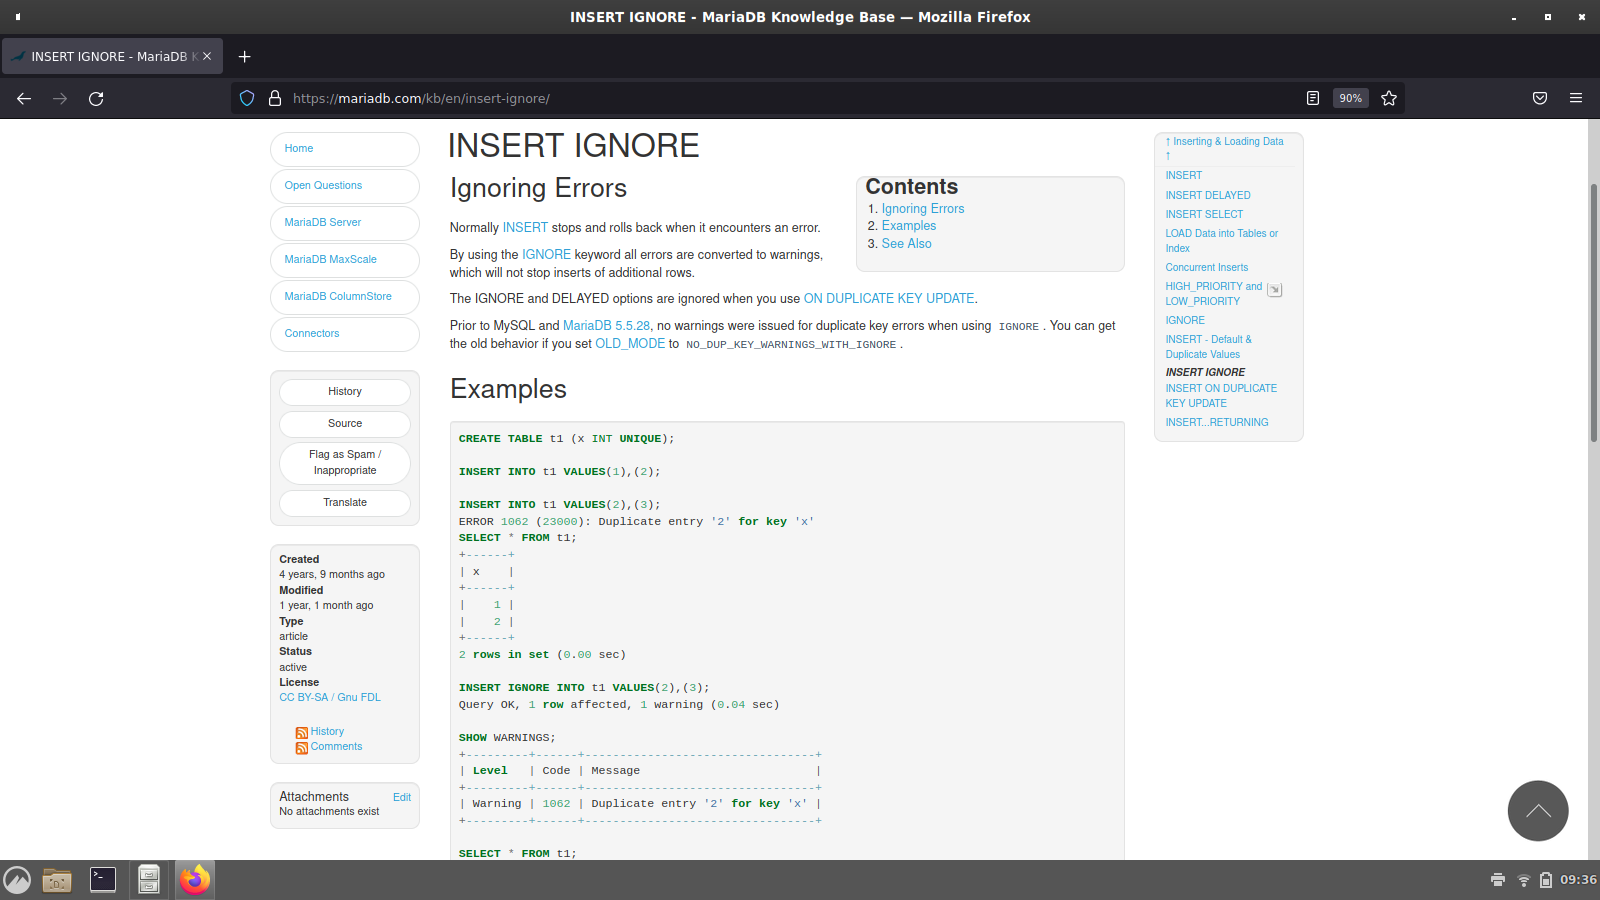 INSERT IGNORE - MariaDB Knowledge Base — Mozilla Firefox
INSERT IGNORE - MariaDB K
https://mariadb.com/kb/en/insert-ignore/
90%
Home
Open Questions
MariaDB Server
MariaDB MaxScale
MariaDB ColumnStore
Connectors
History
Source
Flag as Spam /
Inappropriate
Translate
Created
4 years, 9 months ago
Modified
1 year, 1 month ago
Type
article
Status
active
License
CC BY-SA / Gnu FDL
History
Comments
Attachments Edit
No attachments exist
INSERT IGNORE
Ignoring Errors
Normally INSERT stops and rolls back when it encounters an error.
By using the IGNORE keyword all errors are converted to warnings,
which will not stop inserts of additional rows.
The IGNORE and DELAYED options are ignored when you use ON DUPLICATE KEY UPDATE.
Prior to MySQL and MariaDB 5.5.28, no warnings were issued for duplicate key errors when using IGNORE . You can get
the old behavior if you set OLD_MODE to NO_DUP_KEY_WARNINGS_WITH_IGNORE .
Contents
1. Ignoring Errors
2. Examples
3. See Also
Examples
CREATE TABLE t1 (x INT UNIQUE);
INSERT INTO t1 VALUES(1),(2);
INSERT INTO t1 VALUES(2),(3);
ERROR 1062 (23000): Duplicate entry '2' for key 'x'
SELECT * FROM t1;
+------+
| x    |
+------+
|    1 |
|    2 |
+------+
2 rows in set (0.00 sec)
INSERT IGNORE INTO t1 VALUES(2),(3);
Query OK, 1 row affected, 1 warning (0.04 sec)
SHOW WARNINGS;
+---------+------+---------------------------------+
| Level   | Code | Message                         |
+---------+------+---------------------------------+
| Warning | 1062 | Duplicate entry '2' for key 'x' |
+---------+------+---------------------------------+
SELECT * FROM t1;
↑ Inserting & Loading Data
↑
INSERT
INSERT DELAYED
INSERT SELECT
LOAD Data into Tables or
Index
Concurrent Inserts
HIGH_PRIORITY and
LOW_PRIORITY
IGNORE
INSERT - Default &
Duplicate Values
INSERT IGNORE
INSERT ON DUPLICATE
KEY UPDATE
INSERT...RETURNING
09:36